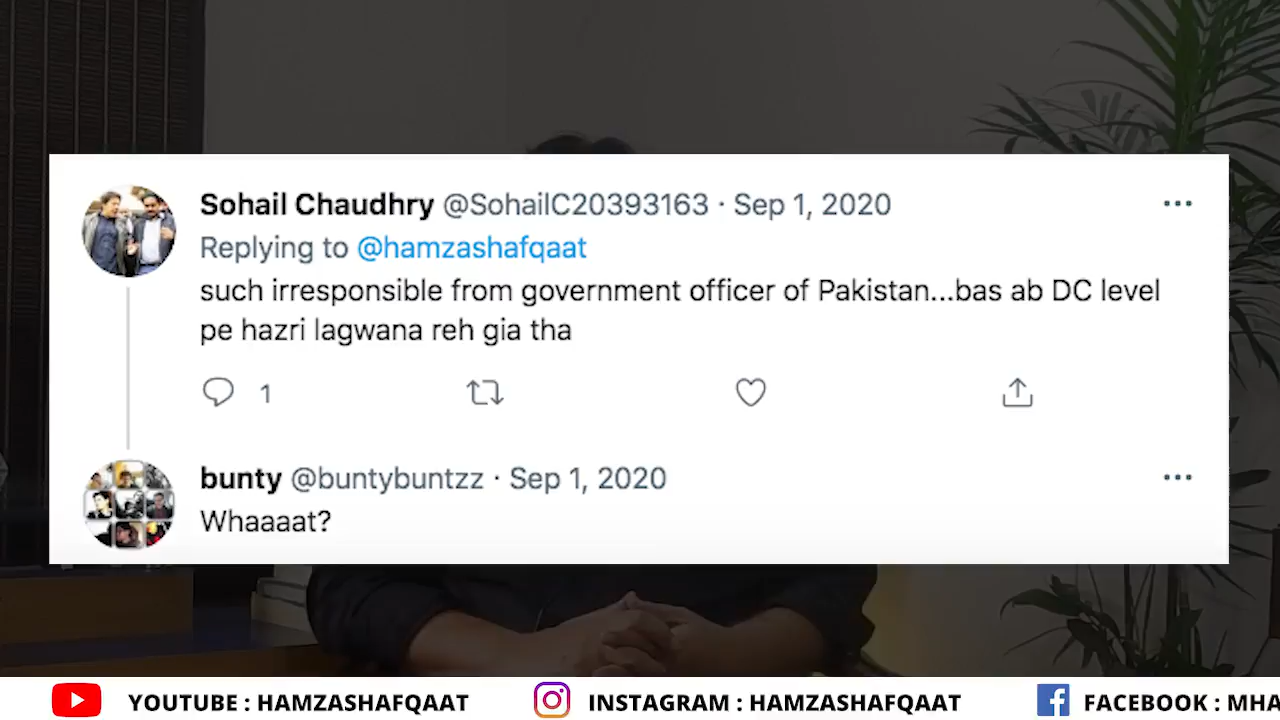 Sohail Chaudhry @SohailC20393163 · Sep 1, 2020
Replying to @hamzashafqaat
such irresponsible from government officer of Pakistan...bas ab DC level
pe hazri lagwana reh gia tha
1
bunty @buntybuntzz · Sep 1, 2020
Whaaaat?
YOUTUBE : HAMZASHAFQAAT INSTAGRAM : HAMZASHAFQAAT FACEBOOK : MHA